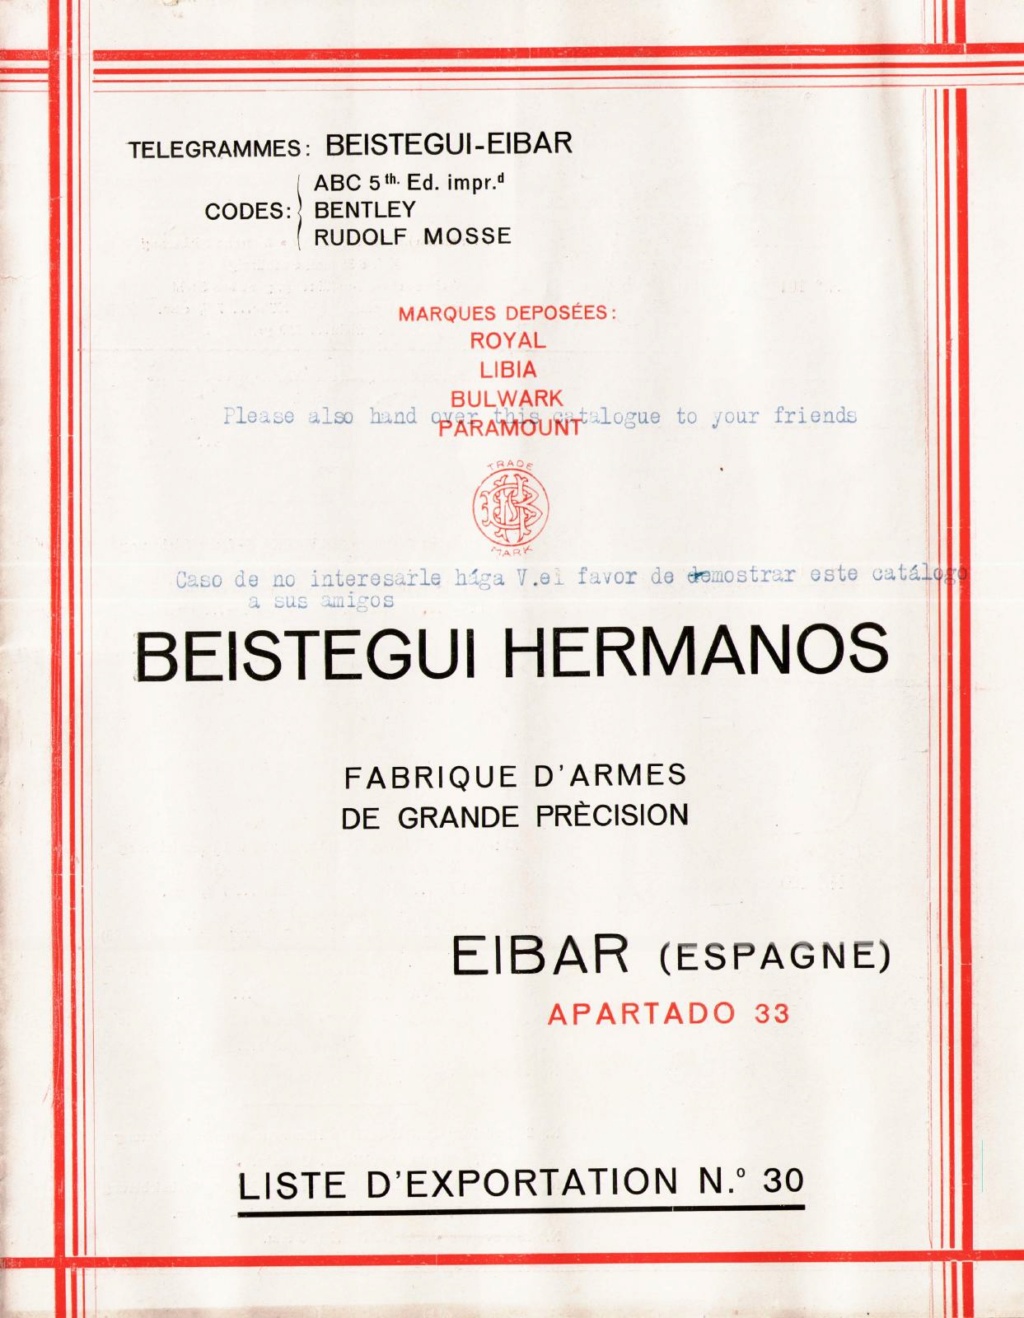 TELEGRAMMES: BEISTEGUI-EIBAR
CODES:
ABC 5th. Ed. impr.d
BENTLEY
RUDOLF MOSSE
MARQUES DEPOSÉES:
ROYAL
LIBIA
BULWARK
Please also hand over this catalogue to your friends
PARAMOUNT
TRADE
MARK
Caso de no interesarle hága V.el favor de demostrar este catálogo
a sus amigos
BEISTEGUI HERMANOS
FABRIQUE D'ARMES
DE GRANDE PRÈCISION
EIBAR (ESPAGNE)
APARTADO 33
LISTE D'EXPORTATION N.º 30